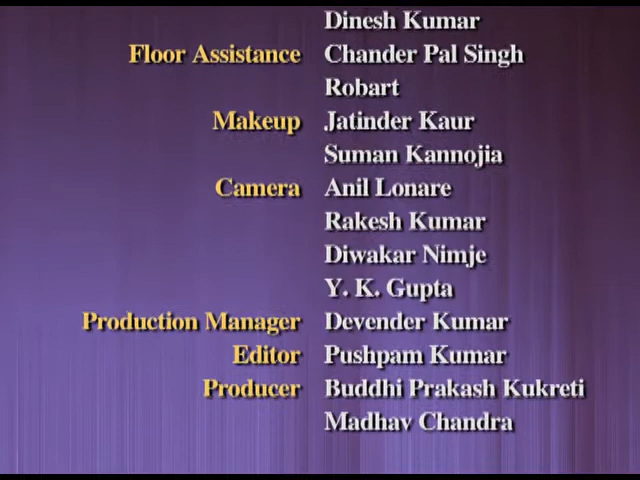 Dinesh Kumar
Floor Assistance Chander Pal Singh
Robart
Makeup Jatinder Kaur
Suman Kannojia
Camera Anil Lonare
Rakesh Kumar
Diwakar Nimje
Y. K. Gupta
Production Manager Devender Kumar
Editor Pushpam Kumar
Producer Buddhi Prakash Kukreti
Madhav Chandra